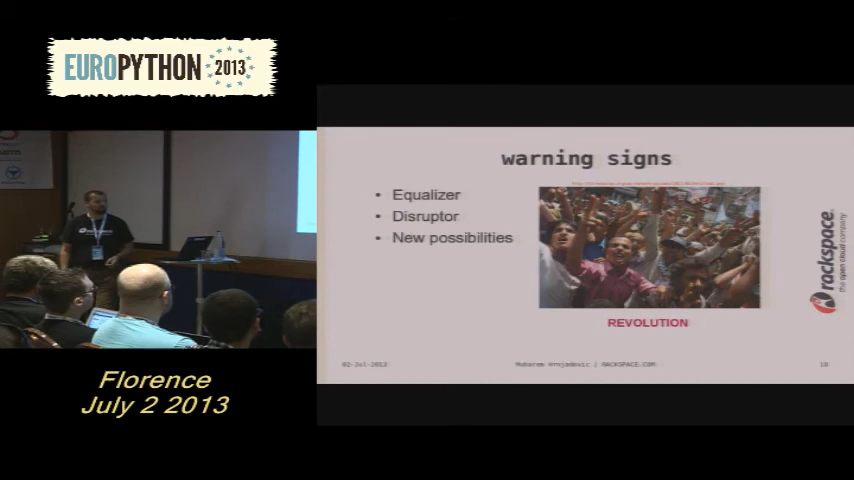 EUROPYTHON 2013
warning signs
• Equalizer
• Disruptor
• New possibilities
REVOLUTION
rackspace
the open cloud company
02-Jul-2013
RACKSPACE.COM
Florence
July 2 2013